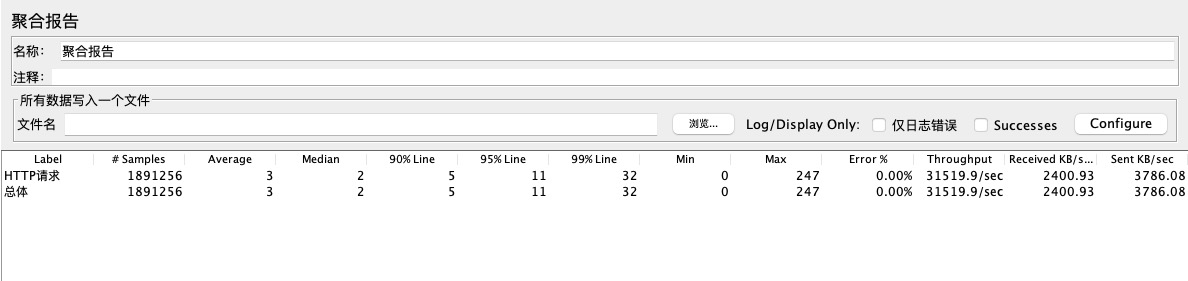 聚合报告
名称： 聚合报告
注释：
所有数据写入一个文件
文件名 浏览... Log/Display Only: 仅日志错误 Successes Configure
Label # Samples Average Median 90% Line 95% Line 99% Line Min Max Error % Throughput Received KB/s... Sent KB/sec
HTTP请求 1891256 3 2 5 11 32 0 247 0.00% 31519.9/sec 2400.93 3786.08
总体 1891256 3 2 5 11 32 0 247 0.00% 31519.9/sec 2400.93 3786.08